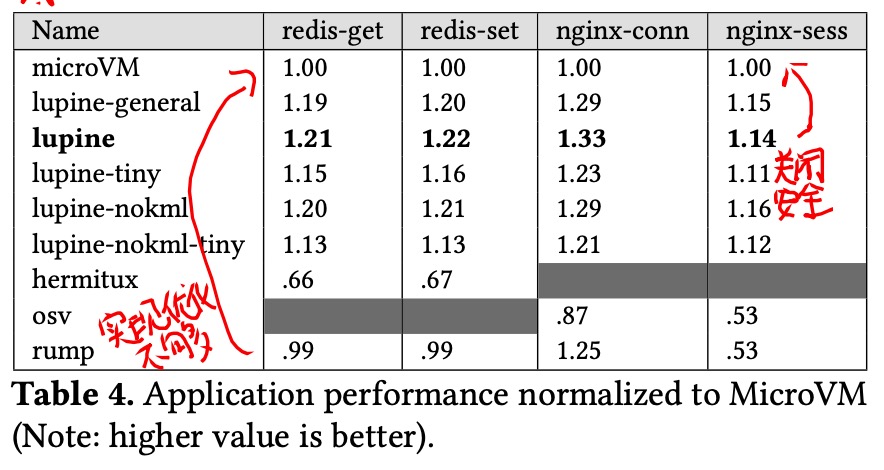 Name redis-get redis-set nginx-conn nginx-sess
microVM 1.00 1.00 1.00 1.00
lupine-general 1.19 1.20 1.29 1.15
lupine 1.21 1.22 1.33 1.14
lupine-tiny 1.15 1.16 1.23 1.11
关闭
安全
lupine-nokml 1.20 1.21 1.29 1.16
lupine-nokml-tiny 1.13 1.13 1.21 1.12
hermitux .66 .67
osv .87 .53
实现优化
不够多
rump .99 .99 1.25 .53
Table 4. Application performance normalized to MicroVM
(Note: higher value is better).